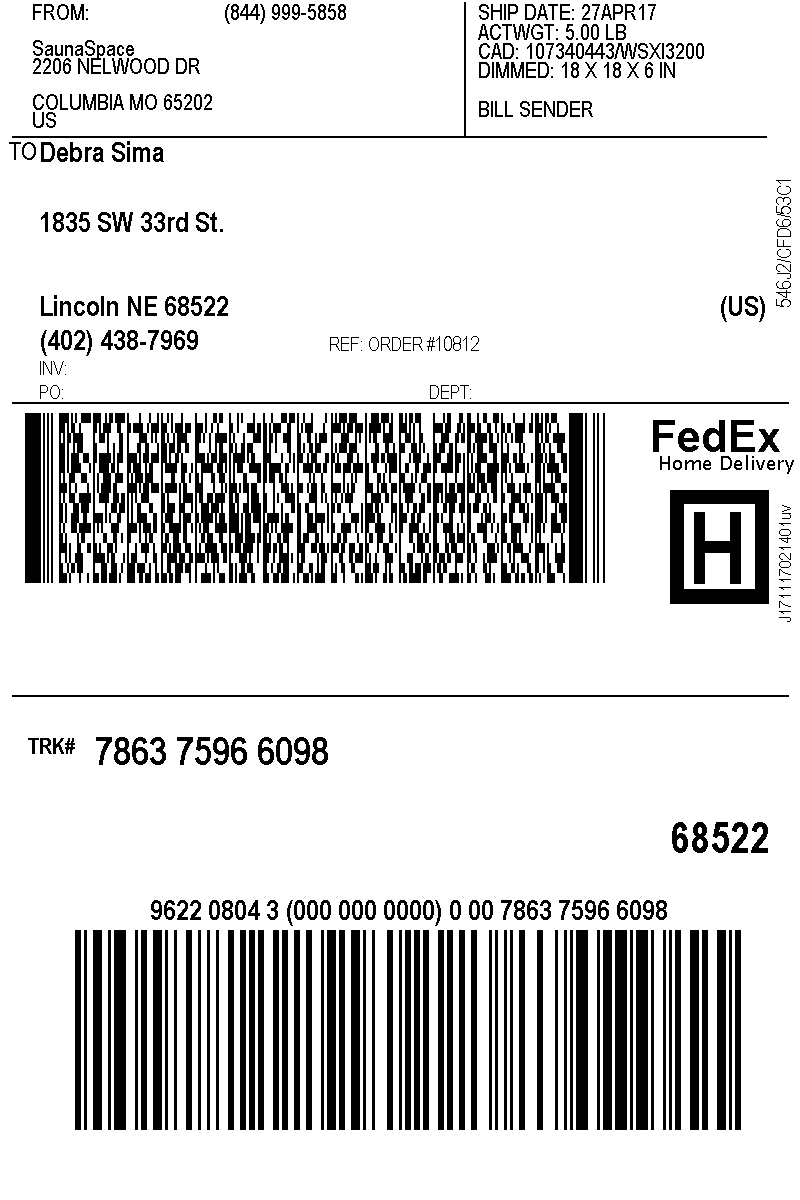 FROM: (844) 999-5858
SaunaSpace
2206 NELWOOD DR
COLUMBIA MO 65202
US
SHIP DATE: 27APR17
ACTWGT: 5.00 LB
CAD: 107340443/WSXI3200
DIMMED: 18 X 18 X 6 IN
BILL SENDER
TO Debra Sima
1835 SW 33rd St.
Lincoln NE 68522 (US)
(402) 438-7969 REF: ORDER #10812
INV:
PO: DEPT:
546J2/CFD6/53C1
FedEx
Home Delivery
H
J171117021401uv
TRK# 7863 7596 6098
68522
9622 0804 3 (000 000 0000) 0 00 7863 7596 6098